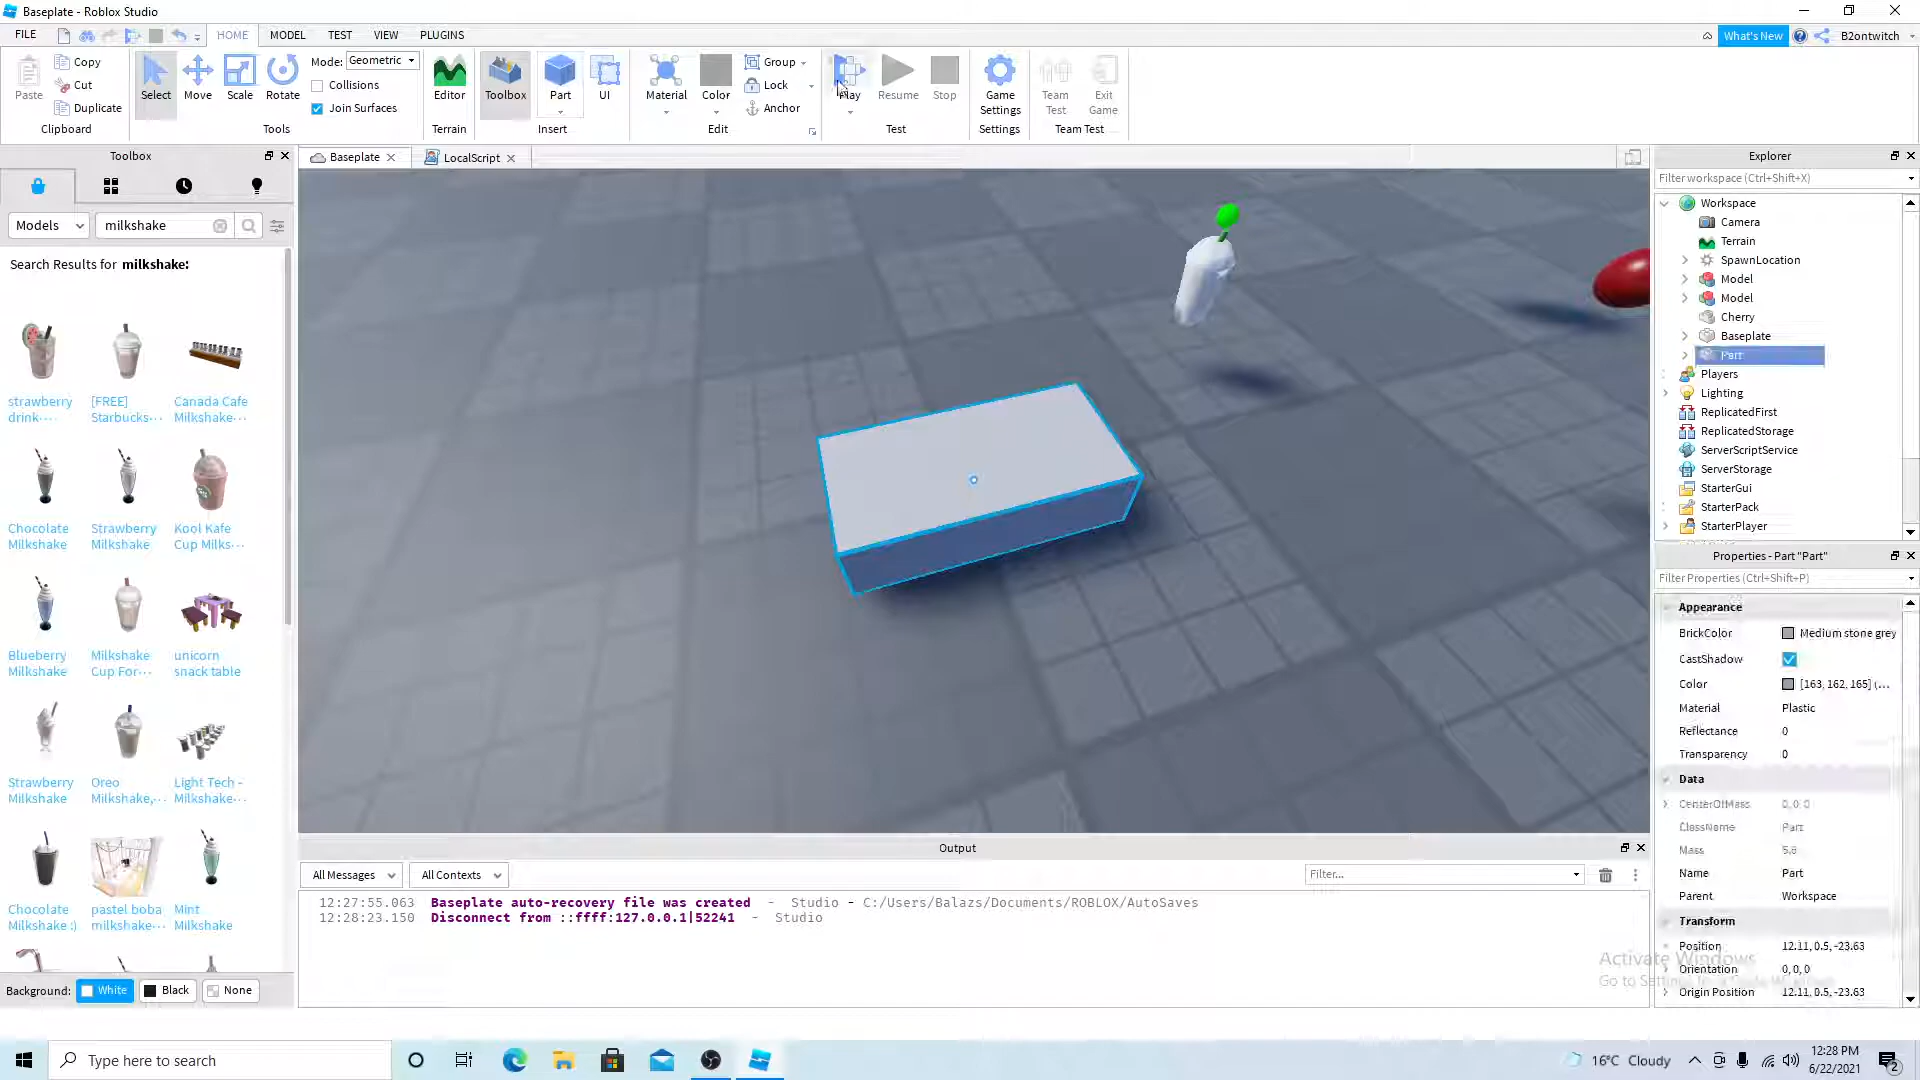 Baseplate - Roblox Studio
FILE HOME MODEL TEST VIEW PLUGINS What's New B2ontwitch
Paste Copy Cut Duplicate Clipboard
Select Move Scale Rotate Mode: Geometric Collisions Join Surfaces Tools
Editor Terrain
Toolbox Part UI Insert
Material Color Group Lock Anchor Edit
Play Resume Stop Test
Game Settings Settings
Team Test Exit Game Team Test
Toolbox
Models milkshake
Search Results for milkshake:
strawberry drink--- [FREE] Starbucks--- Canada Cafe Milkshake---
Chocolate Milkshake Strawberry Milkshake Kool Kafe Cup Milks---
Blueberry Milkshake Milkshake Cup For--- unicorn snack table
Strawberry Milkshake Oreo Milkshake,--- Light Tech - Milkshake---
Chocolate Milkshake :) pastel boba milkshake--- Mint Milkshake
Background: White Black None
Baseplate LocalScript
Output
All Messages All Contexts Filter...
12:27:55.063 Baseplate auto-recovery file was created - Studio - C:/Users/Balazs/Documents/ROBLOX/AutoSaves
12:28:23.150 Disconnect from ::ffff:127.0.0.1|52241 - Studio
Explorer
Filter workspace (Ctrl+Shift+X)
Workspace
Camera
Terrain
SpawnLocation
Model
Model
Cherry
Baseplate
Part
Players
Lighting
ReplicatedFirst
ReplicatedStorage
ServerScriptService
ServerStorage
StarterGui
StarterPack
StarterPlayer
Properties - Part "Part"
Filter Properties (Ctrl+Shift+P)
Appearance
BrickColor Medium stone grey
CastShadow
Color [163, 162, 165] (...
Material Plastic
Reflectance 0
Transparency 0
Data
CenterOfMass 0, 0, 0
ClassName Part
Mass
Name Part
Parent Workspace
Transform
Position 12.11, 0.5, -23.63
Orientation 0, 0, 0
Origin Position 12.11, 0.5, -23.63
Activate Windows
Go to Settings
Type here to search
16°C Cloudy
12:28 PM
6/22/2021
2